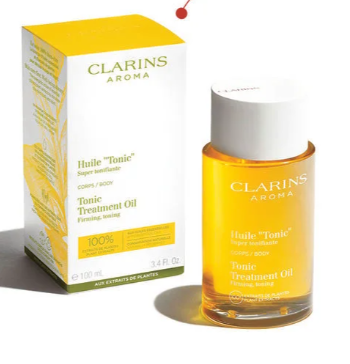 CLARINS
AROMA
Huile "Tonic"
Super tonifiante
CORPS / BODY
Tonic
Treatment Oil
Firming, toning
100%
e 100 mL
3.4 Fl. Oz
AUX EXTRAITS DE PLANTES
CLARINS
AROMA
Huile "Tonic"
Super tonifiante
CORPS / BODY
Tonic
Treatment Oil
Firming, toning